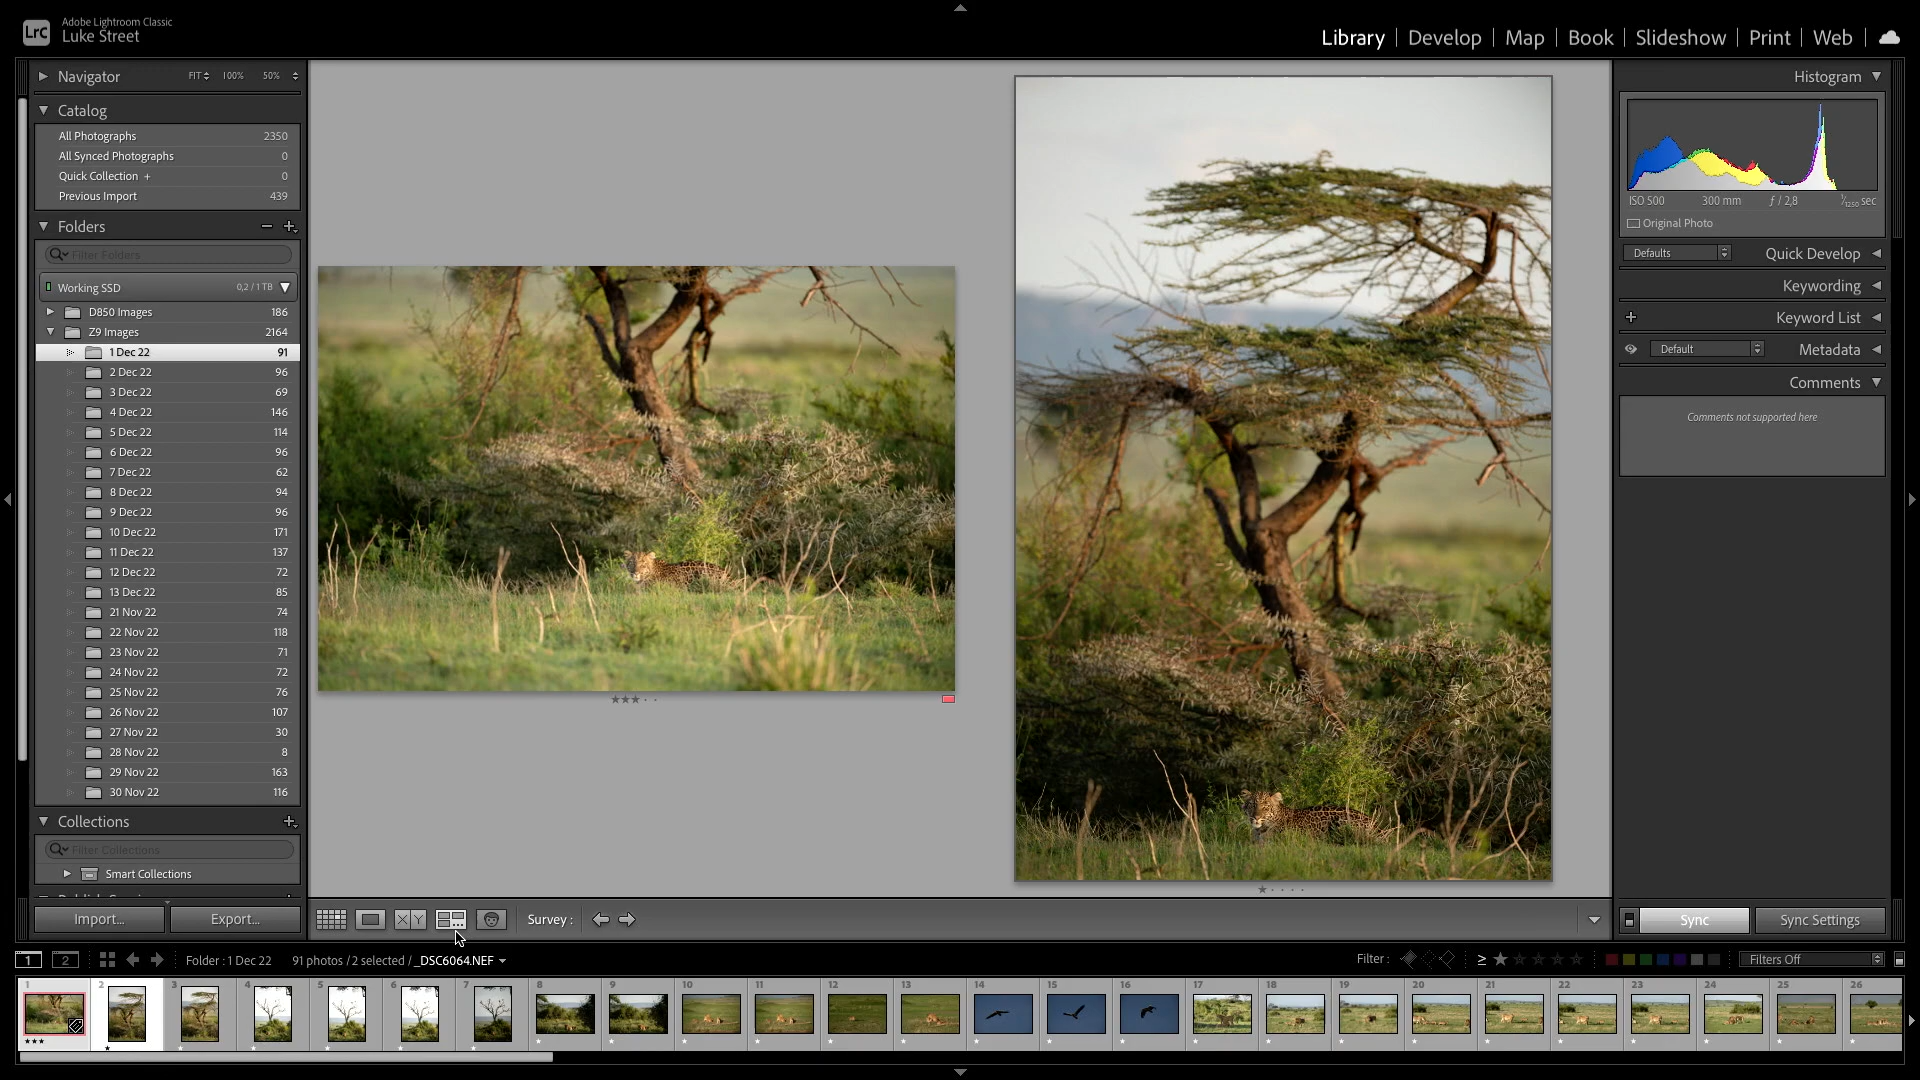 LrC
Adobe Lightroom Classic
Luke Street
Library
Develop
Map
Book
Slideshow
Print
Web
Navigator
FIT
100%
50%
Catalog
All Photographs 2350
All Synced Photographs 0
Quick Collection + 0
Previous Import 439
Folders
Filter Folders
Working SSD 0,2 / 1 TB
D850 Images 186
Z9 Images 2164
1 Dec 22 91
2 Dec 22 96
3 Dec 22 69
4 Dec 22 146
5 Dec 22 114
6 Dec 22 96
7 Dec 22 62
8 Dec 22 94
9 Dec 22 96
10 Dec 22 171
11 Dec 22 137
12 Dec 22 72
13 Dec 22 85
21 Nov 22 74
22 Nov 22 118
23 Nov 22 71
24 Nov 22 72
25 Nov 22 76
26 Nov 22 107
27 Nov 22 30
28 Nov 22 8
29 Nov 22 163
30 Nov 22 116
Collections
Filter Collections
Smart Collections
Import...
Export...
X Y
Survey :
Histogram
ISO 500 300 mm ƒ / 2,8 1/1250 sec
Original Photo
Defaults
Quick Develop
Keywording
Keyword List
Default
Metadata
Comments
Comments not supported here
Sync
Sync Settings
1
2
Folder : 1 Dec 22
91 photos / 2 selected / _DSC6064.NEF
Filter :
≥
Filters Off
1 2 3 4 5 6 7 8 9 10 11 12 13 14 15 16 17 18 19 20 21 22 23 24 25 26